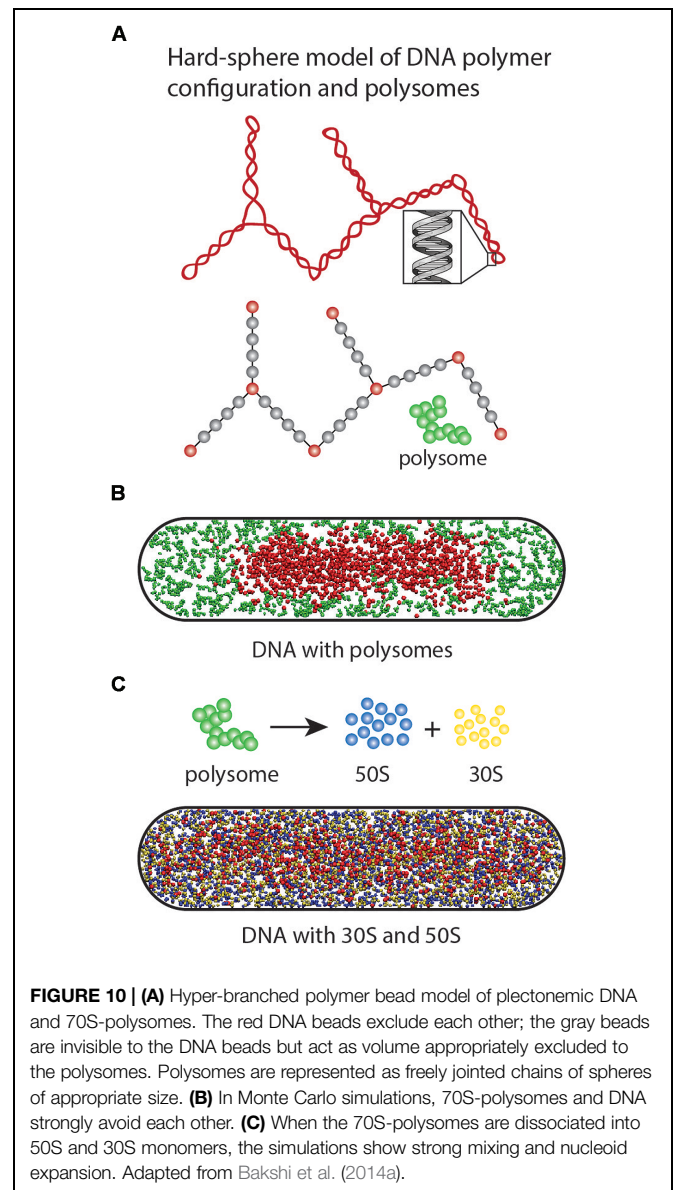 A
Hard-sphere model of DNA polymer
configuration and polysomes
polysome
B
DNA with polysomes
C
polysome
50S
+
30S
DNA with 30S and 50S
FIGURE 10 | (A) Hyper-branched polymer bead model of plectonemic DNA
and 70S-polysomes. The red DNA beads exclude each other; the gray beads
are invisible to the DNA beads but act as volume appropriately excluded to
the polysomes. Polysomes are represented as freely jointed chains of spheres
of appropriate size. (B) In Monte Carlo simulations, 70S-polysomes and DNA
strongly avoid each other. (C) When the 70S-polysomes are dissociated into
50S and 30S monomers, the simulations show strong mixing and nucleoid
expansion. Adapted from Bakshi et al. (2014a).